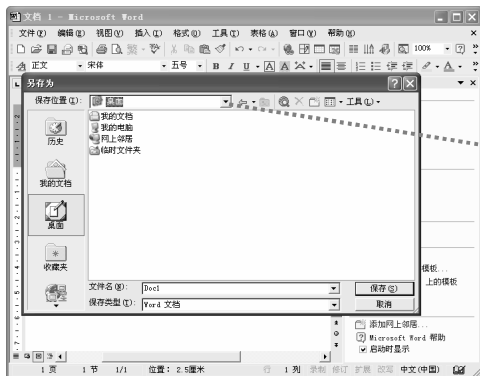 文档 1 - Microsoft Word
文件(F) 编辑(E) 视图(V) 插入(I) 格式(O) 工具(T) 表格(A) 窗口(W) 帮助(H)
100%
正文 宋体 五号 B I U A A
另存为
保存位置(I): 桌面 工具(L)
历史
我的文档
桌面
收藏夹
我的文档
我的电脑
网上邻居
临时文件夹
文件名(N): Doc1 保存(S)
保存类型(T): Word 文档 取消
模板...
上的模板
添加网上邻居...
Microsoft Word 帮助
启动时显示
1 页 1 节 1/1 位置: 2.5厘米 行 1 列 录制 修订 扩展 改写 中文(中国)